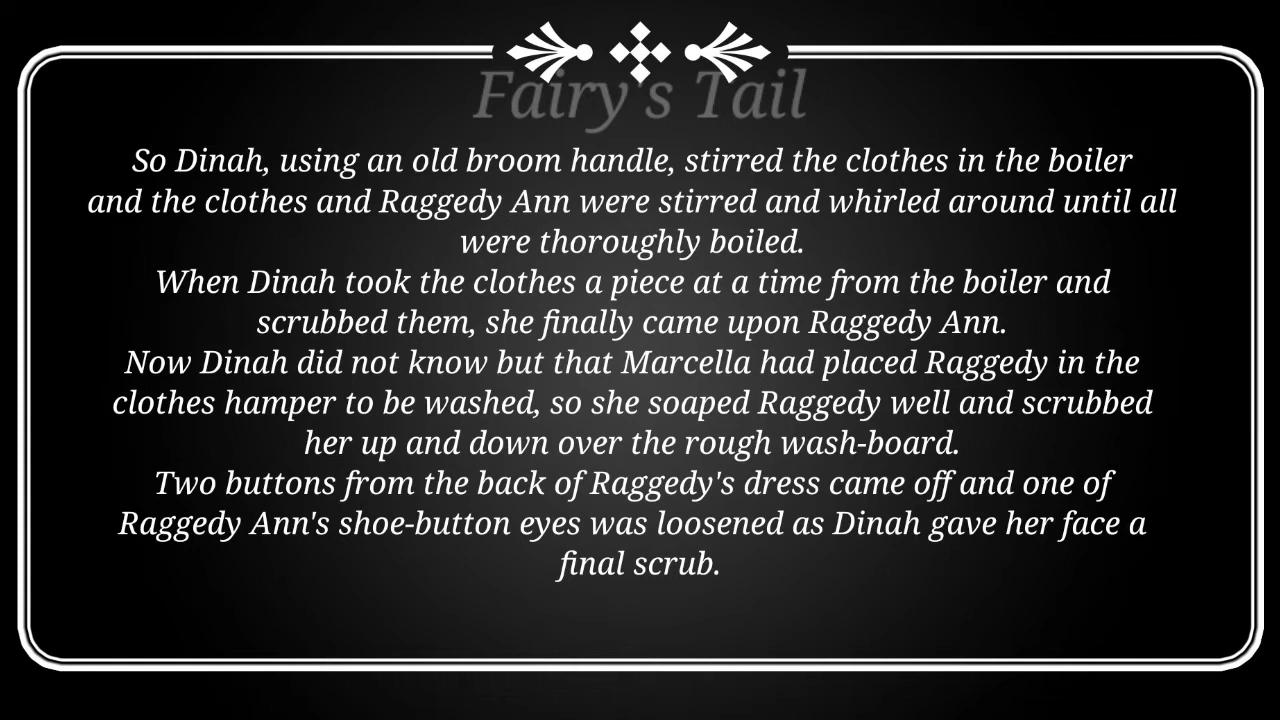 Fairy's Tail
So Dinah, using an old broom handle, stirred the clothes in the boiler
and the clothes and Raggedy Ann were stirred and whirled around until all
were thoroughly boiled.
When Dinah took the clothes a piece at a time from the boiler and
scrubbed them, she finally came upon Raggedy Ann.
Now Dinah did not know but that Marcella had placed Raggedy in the
clothes hamper to be washed, so she soaped Raggedy well and scrubbed
her up and down over the rough wash-board.
Two buttons from the back of Raggedy's dress came off and one of
Raggedy Ann's shoe-button eyes was loosened as Dinah gave her face a
final scrub.